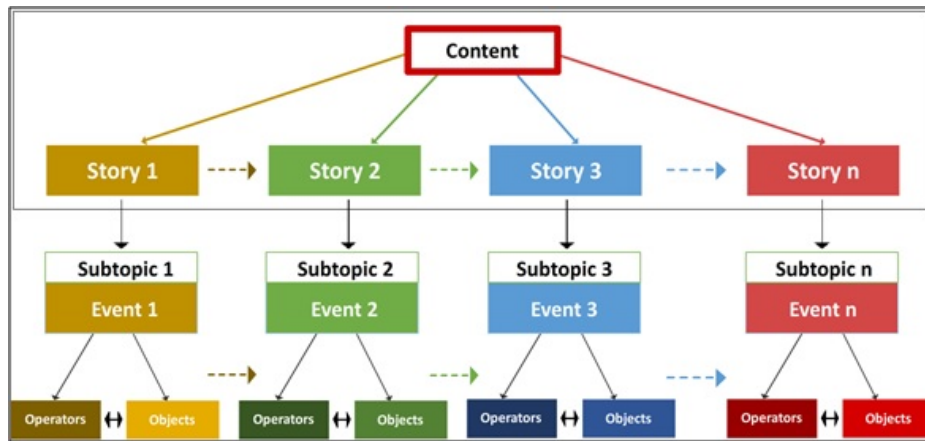 Content
Story 1
Story 2
Story 3
Story n
Subtopic 1
Subtopic 2
Subtopic 3
Subtopic n
Event 1
Event 2
Event 3
Event n
Operators
Objects
Operators
Objects
Operators
Objects
Operators
Objects